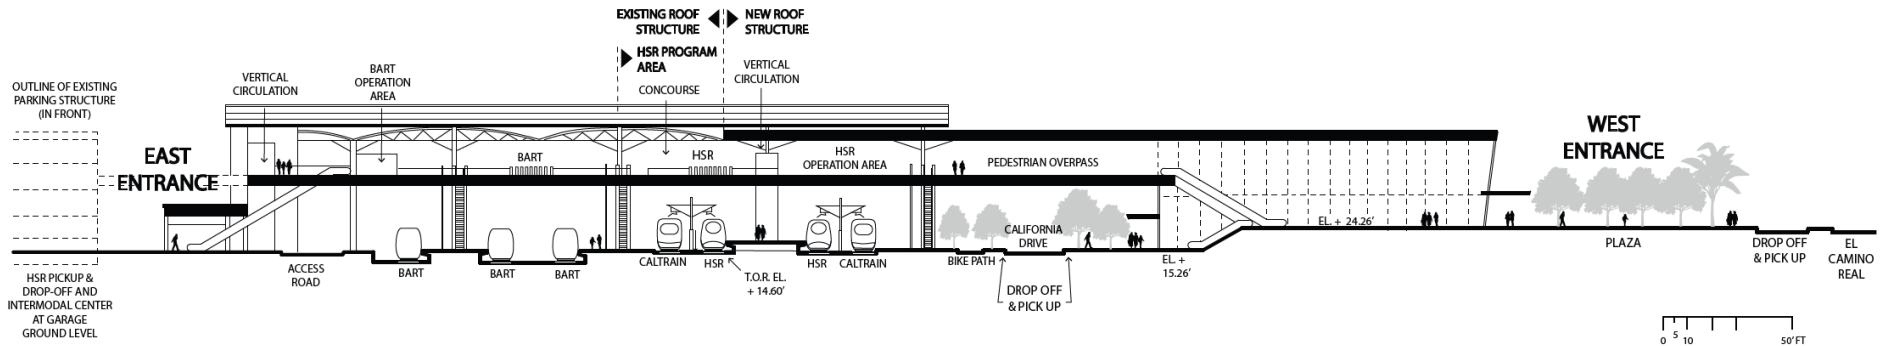 EXISTING ROOF
STRUCTURE
NEW ROOF
STRUCTURE
HSR PROGRAM
AREA
OUTLINE OF EXISTING
PARKING STRUCTURE
(IN FRONT)
VERTICAL
CIRCULATION
BART
OPERATION
AREA
CONCOURSE
VERTICAL
CIRCULATION
EAST
ENTRANCE
BART
HSR
HSR
OPERATION AREA
PEDESTRIAN OVERPASS
WEST
ENTRANCE
CALIFORNIA
DRIVE
EL. + 24.26'
PLAZA
DROP OFF
& PICK UP
EL
CAMINO
REAL
HSR PICKUP &
DROP-OFF AND
INTERMODAL CENTER
AT GARAGE
GROUND LEVEL
ACCESS
ROAD
BART
BART
BART
CALTRAIN
HSR
T.O.R. EL.
+ 14.60'
HSR
CALTRAIN
BIKE PATH
DROP OFF
& PICK UP
EL. +
15.26'
0 5 10 50' FT